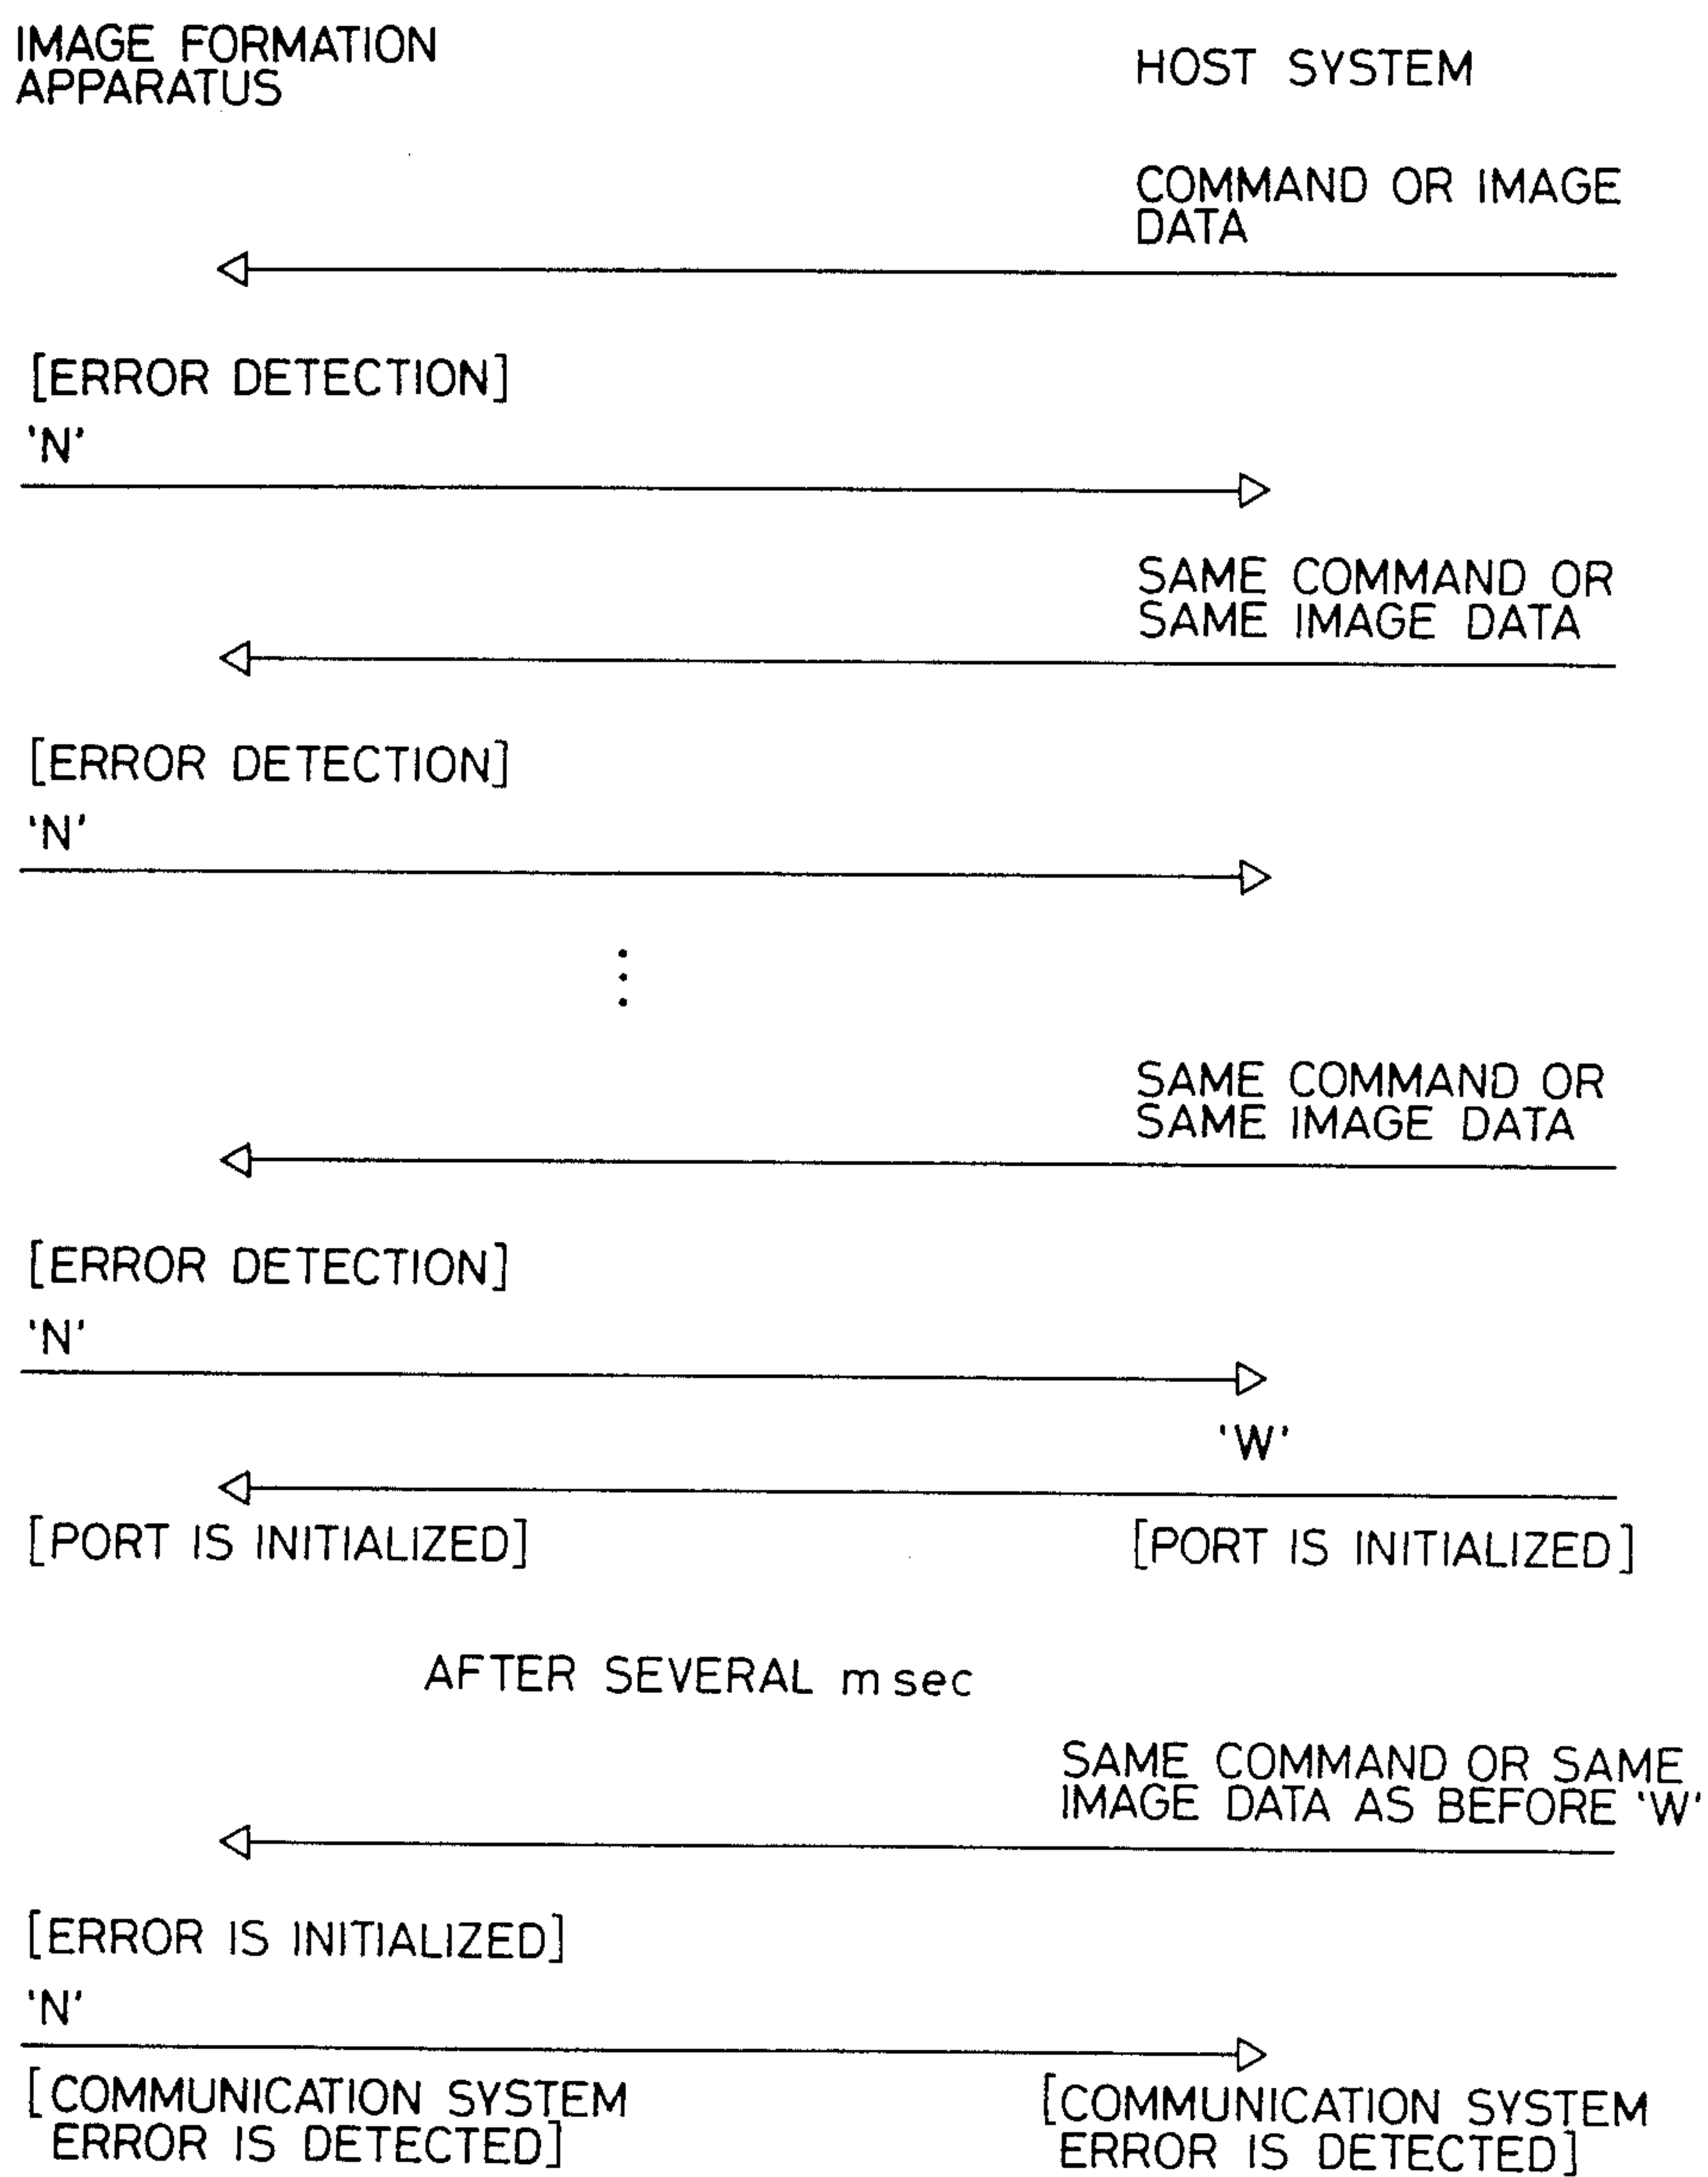 IMAGE FORMATION
APPARATUS
HOST SYSTEM
COMMAND OR IMAGE
DATA
[ERROR DETECTION]
'N'
SAME COMMAND OR
SAME IMAGE DATA
[ERROR DETECTION]
'N'
SAME COMMAND OR
SAME IMAGE DATA
[ERROR DETECTION]
'N'
'W'
[PORT IS INITIALIZED]
[PORT IS INITIALIZED]
AFTER SEVERAL msec
SAME COMMAND OR SAME
IMAGE DATA AS BEFORE 'W'
[ERROR IS INITIALIZED]
'N'
[COMMUNICATION SYSTEM
ERROR IS DETECTED]
[COMMUNICATION SYSTEM
ERROR IS DETECTED]